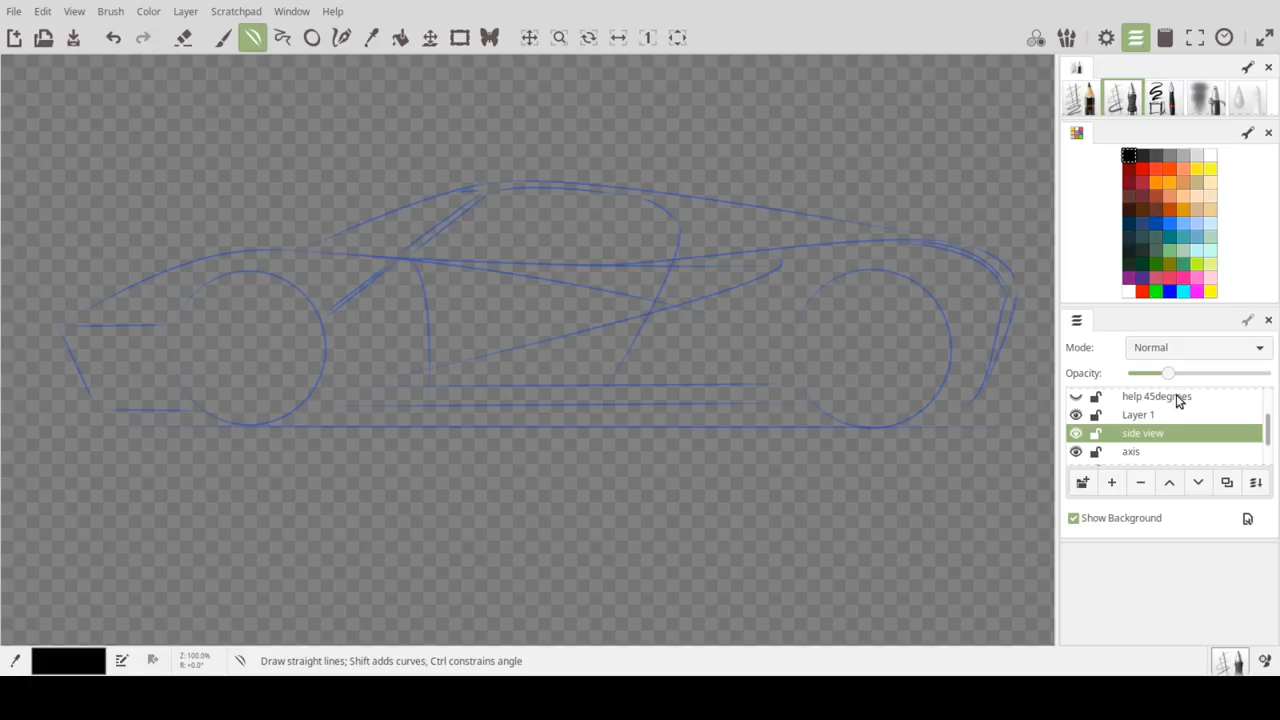 File Edit View Brush Color Layer Scratchpad Window Help
Mode: Normal
Opacity:
help 45degrees
Layer 1
side view
axis
Show Background
Z: 100.0%
R: +0.0°
Draw straight lines; Shift adds curves, Ctrl constrains angle